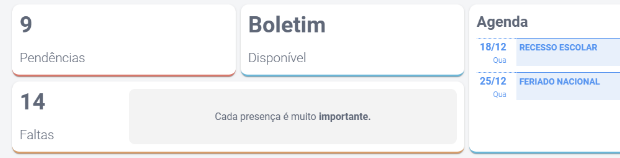 9
Pendências
Boletim
Disponível
14
Faltas
Cada presença é muito importante.
Agenda
18/12
Qua
RECESSO ESCOLAR
25/12
Qua
FERIADO NACIONAL